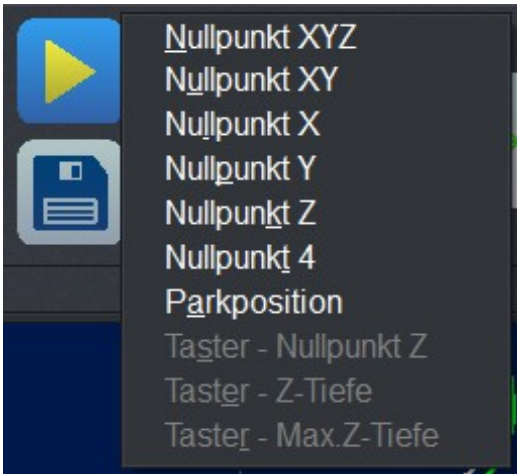 Nullpunkt XYZ
Nullpunkt XY
Nullpunkt X
Nullpunkt Y
Nullpunkt Z
Nullpunkt 4
Parkposition
Taster - Nullpunkt Z
Taster - Z-Tiefe
Taster - Max.Z-Tiefe